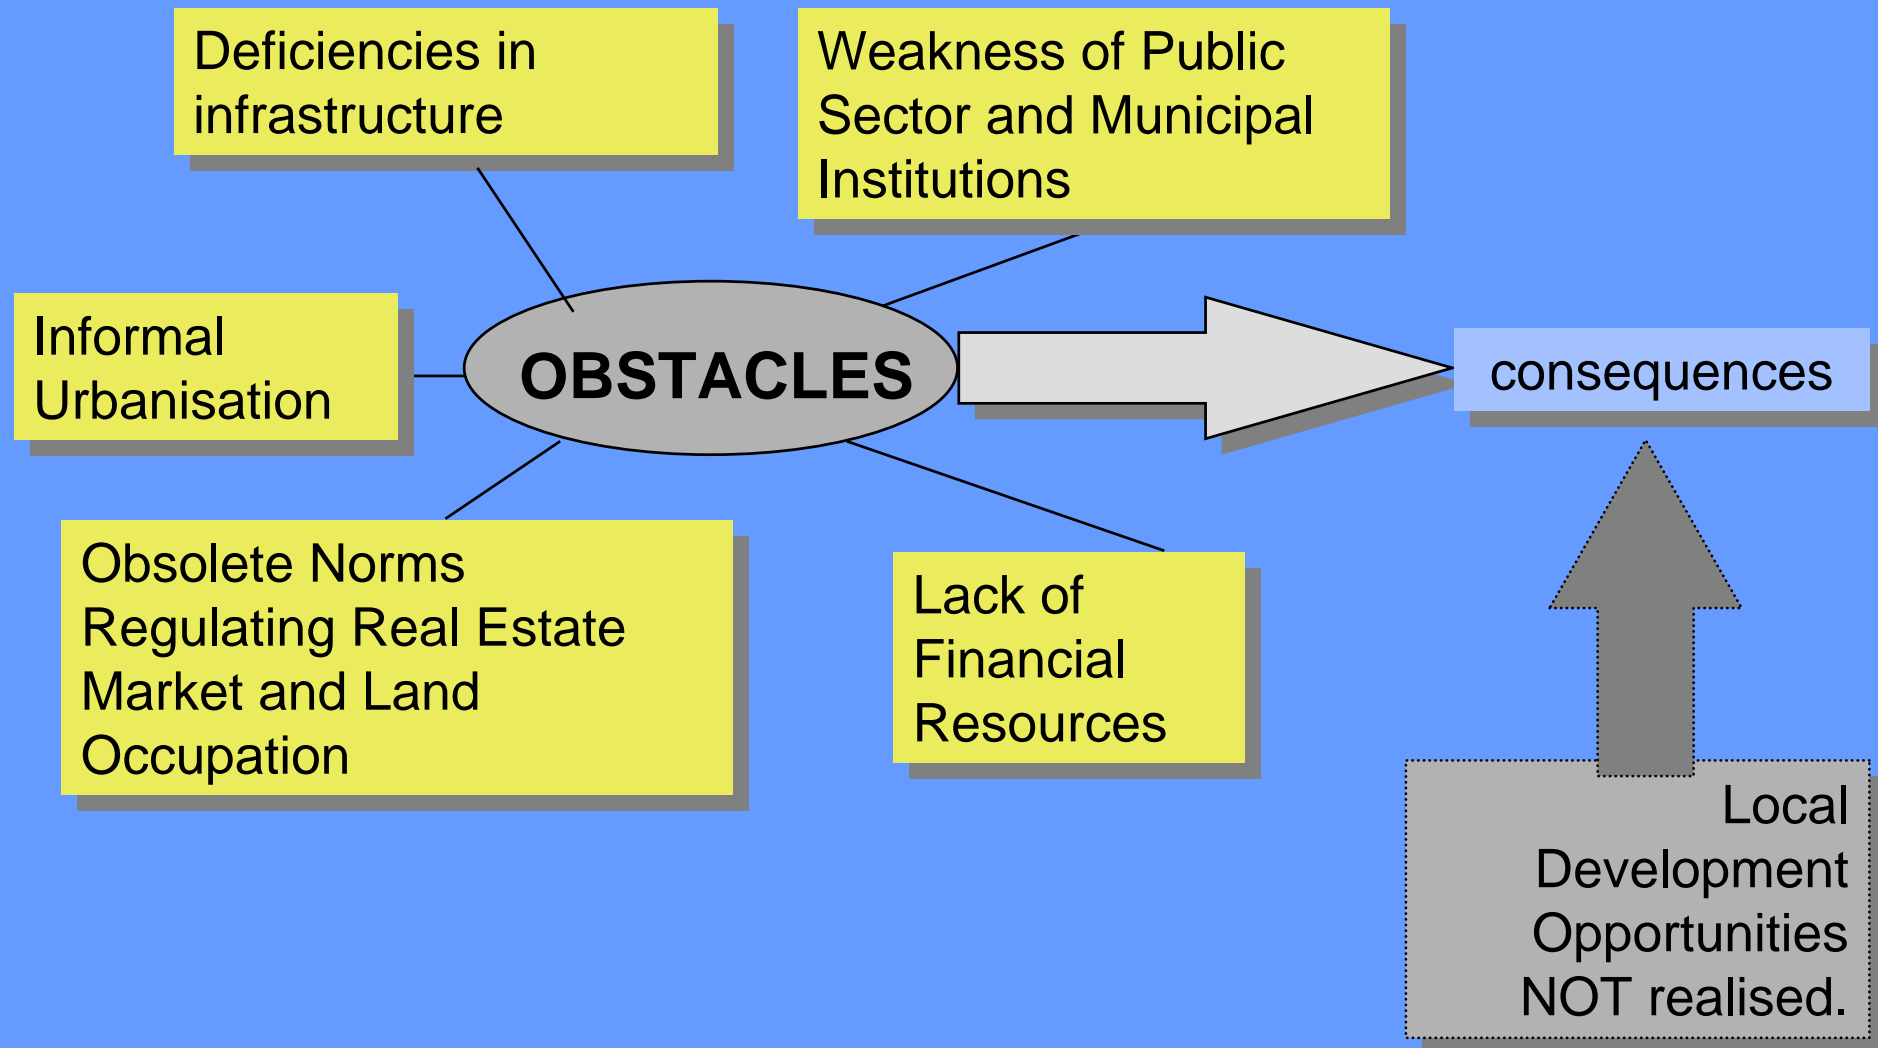 Deficiencies in
infrastructure
Weakness of Public
Sector and Municipal
Institutions
Informal
Urbanisation
OBSTACLES
consequences
Obsolete Norms
Regulating Real Estate
Market and Land
Occupation
Lack of
Financial
Resources
Local
Development
Opportunities
NOT realised.